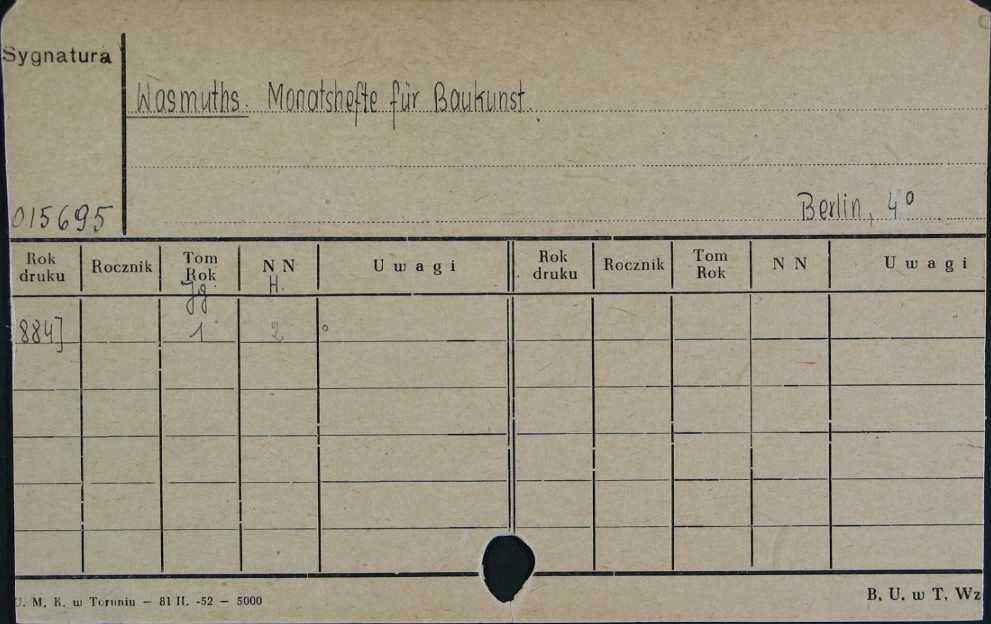 Sygnatura
Wasmuths. Monatshefte für Baukunst.
Berlin, 4°
015695
Rok druku Rocznik Tom Rok N N Uwagi Rok druku Rocznik Tom Rok N N Uwagi
Jg. H.
884] 1 2 °
U. M. K. w Toruniu — 81 II. -52 — 5000
B. U. w T. Wz